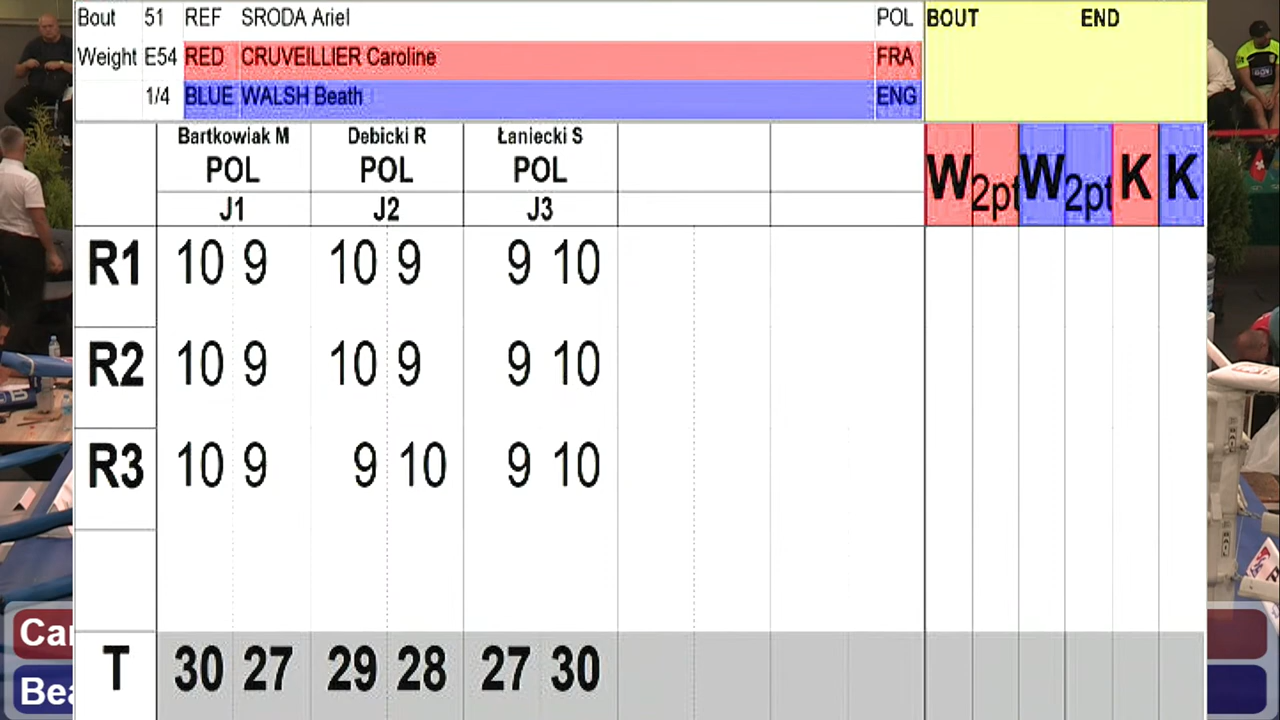 Bout 51 REF SRODA Ariel POL BOUT END
Weight E54 RED CRUVEILLIER Caroline FRA
1/4 BLUE WALSH Beath ENG
Bartkowiak M Debicki R Łaniecki S
POL POL POL W 2pt W 2pt K K
J1 J2 J3
R1 10 9 10 9 9 10
R2 10 9 10 9 9 10
R3 10 9 9 10 9 10
T 30 27 29 28 27 30
Car
Bea